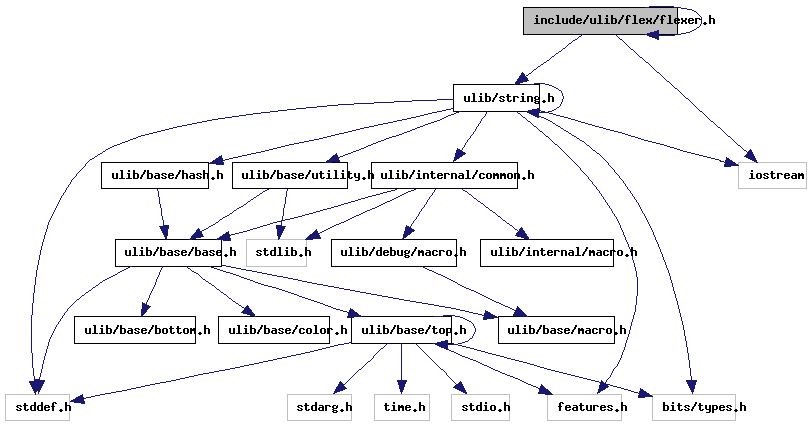 include/ulib/flex/flexer.h
ulib/string.h
ulib/base/hash.h
ulib/base/utility.h
ulib/internal/common.h
iostream
ulib/base/base.h
stdlib.h
ulib/debug/macro.h
ulib/internal/macro.h
ulib/base/bottom.h
ulib/base/color.h
ulib/base/top.h
ulib/base/macro.h
stddef.h
stdarg.h
time.h
stdio.h
features.h
bits/types.h